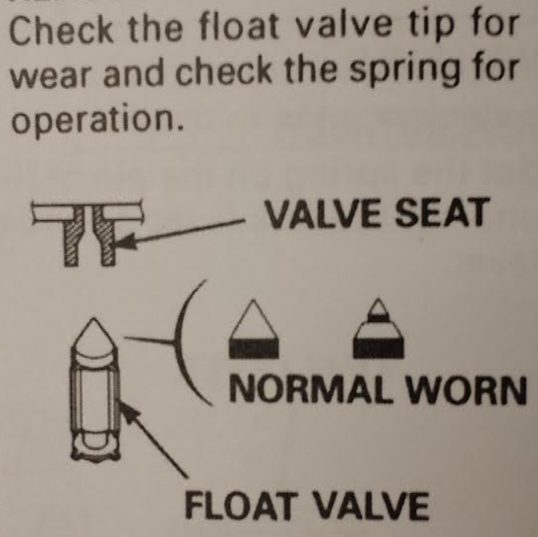 Check the float valve tip for
wear and check the spring for
operation.
VALVE SEAT
NORMAL WORN
FLOAT VALVE